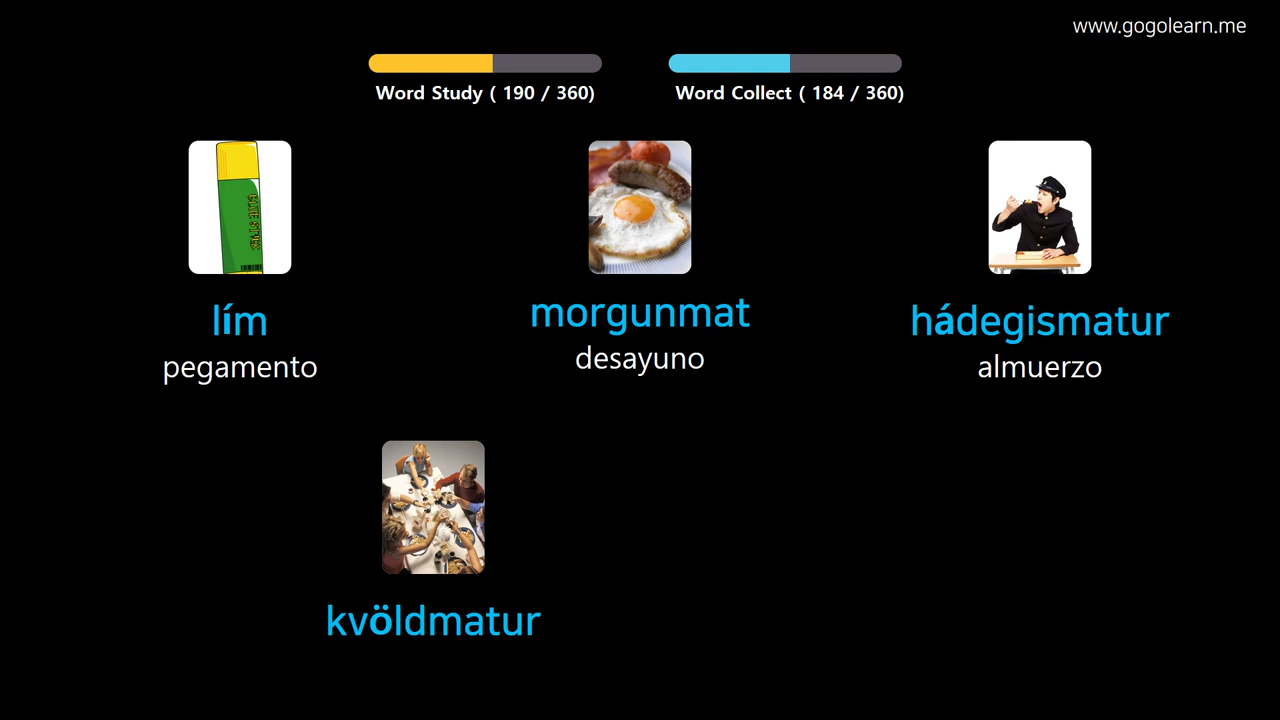 www.gogolearn.me
Word Study ( 190 / 360)
Word Collect ( 184 / 360)
lím
pegamento
morgunmat
desayuno
hádegismatur
almuerzo
kvöldmatur